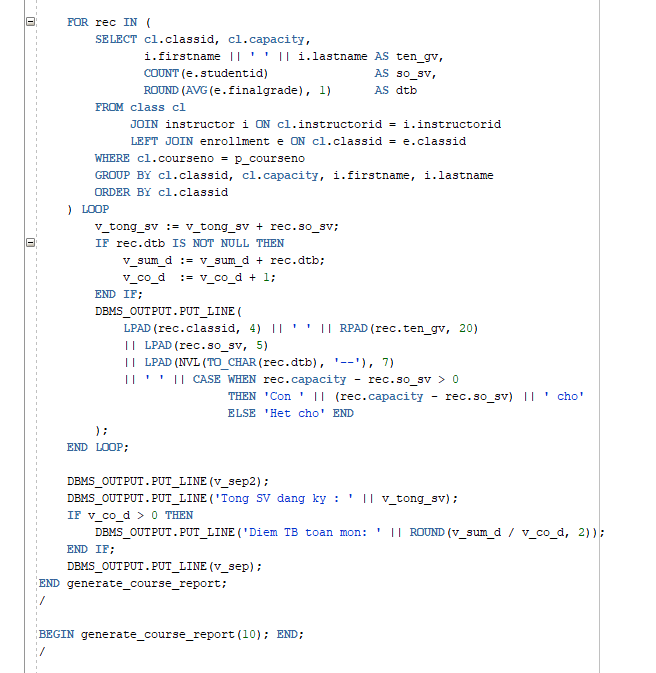 FOR rec IN (
SELECT cl.classid, cl.capacity,
i.firstname || ' ' || i.lastname AS ten_gv,
COUNT(e.studentid) AS so_sv,
ROUND(AVG(e.finalgrade), 1) AS dtb
FROM class cl
JOIN instructor i ON cl.instructorid = i.instructorid
LEFT JOIN enrollment e ON cl.classid = e.classid
WHERE cl.courseno = p_courseno
GROUP BY cl.classid, cl.capacity, i.firstname, i.lastname
ORDER BY cl.classid
) LOOP
v_tong_sv := v_tong_sv + rec.so_sv;
IF rec.dtb IS NOT NULL THEN
v_sum_d := v_sum_d + rec.dtb;
v_co_d := v_co_d + 1;
END IF;
DBMS_OUTPUT.PUT_LINE(
LPAD(rec.classid, 4) || ' ' || RPAD(rec.ten_gv, 20)
|| LPAD(rec.so_sv, 5)
|| LPAD(NVL(TO_CHAR(rec.dtb), '--'), 7)
|| ' ' || CASE WHEN rec.capacity - rec.so_sv > 0
THEN 'Con ' || (rec.capacity - rec.so_sv) || ' cho'
ELSE 'Het cho' END
);
END LOOP;
DBMS_OUTPUT.PUT_LINE(v_sep2);
DBMS_OUTPUT.PUT_LINE('Tong SV dang ky : ' || v_tong_sv);
IF v_co_d > 0 THEN
DBMS_OUTPUT.PUT_LINE('Diem TB toan mon: ' || ROUND(v_sum_d / v_co_d, 2));
END IF;
DBMS_OUTPUT.PUT_LINE(v_sep);
END generate_course_report;
/
BEGIN generate_course_report(10); END;
/